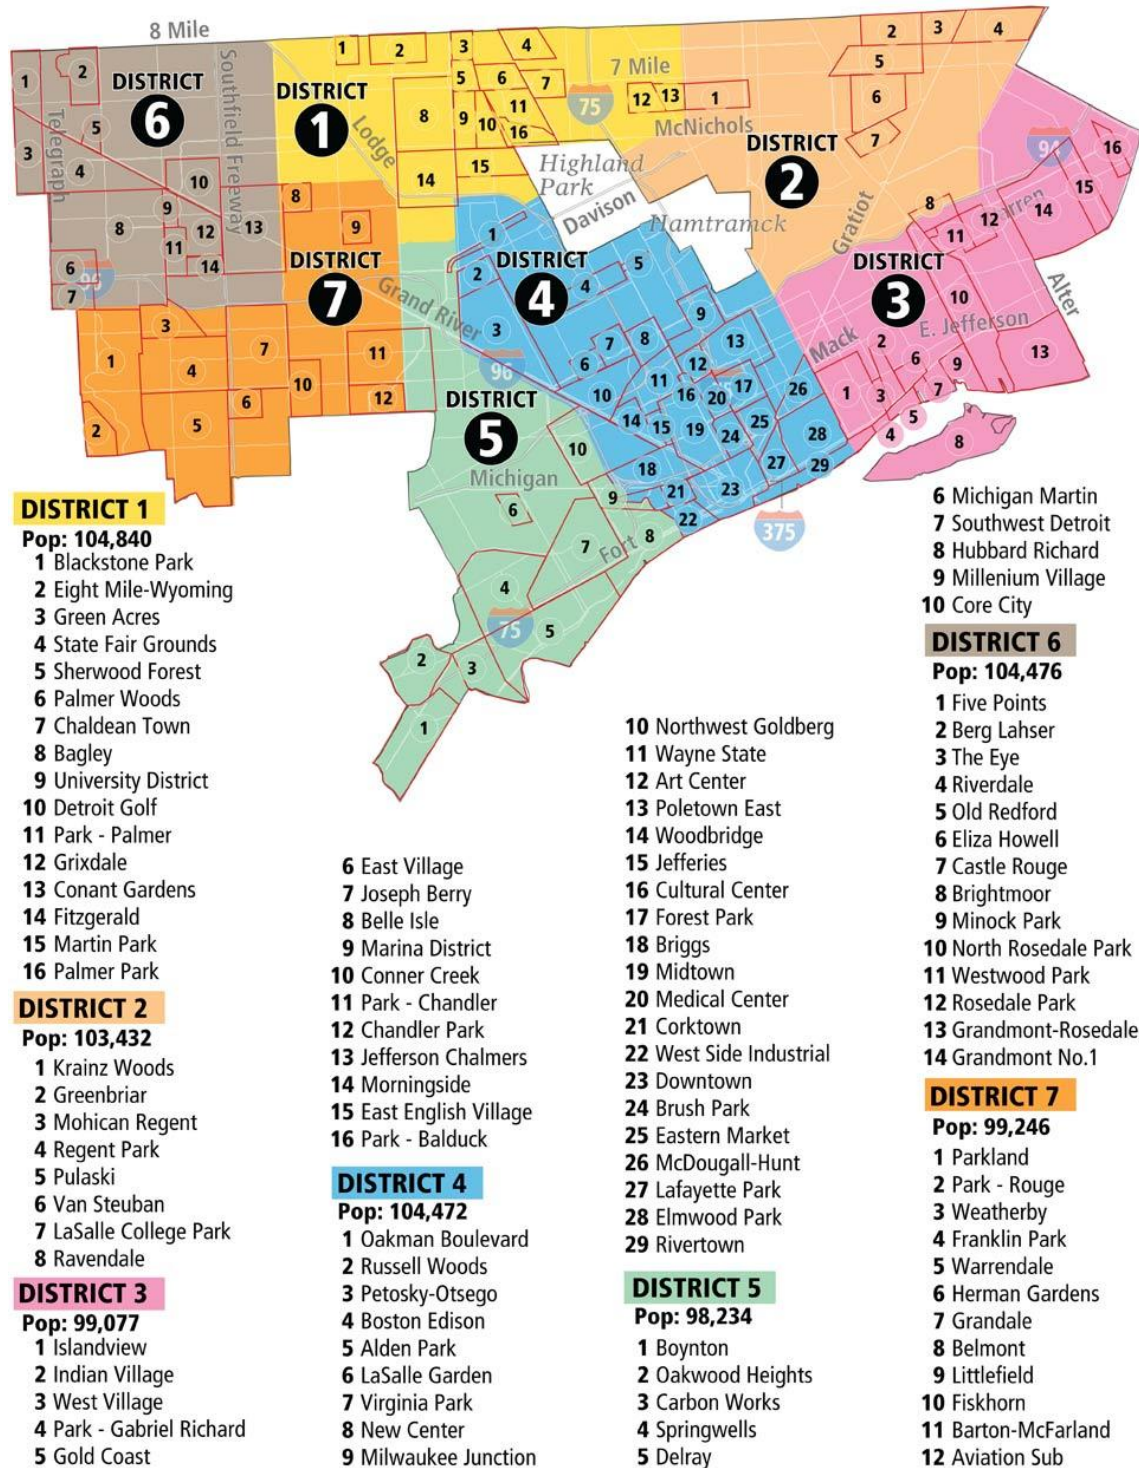 8 Mile
DISTRICT
6
Southfield Freeway
Telegraph
DISTRICT
1
Lodge
7 Mile
75
McNichols
DISTRICT
2
Highland
Park
Davison
Hamtramck
Gratiot
94
DISTRICT
3
Mack
E. Jefferson
Alter
DISTRICT
7
Grand River
96
96
DISTRICT
4
DISTRICT
5
Michigan
Fort
75
375
DISTRICT 1
Pop: 104,840
1 Blackstone Park
2 Eight Mile-Wyoming
3 Green Acres
4 State Fair Grounds
5 Sherwood Forest
6 Palmer Woods
7 Chaldean Town
8 Bagley
9 University District
10 Detroit Golf
11 Park - Palmer
12 Grixdale
13 Conant Gardens
14 Fitzgerald
15 Martin Park
16 Palmer Park
DISTRICT 2
Pop: 103,432
1 Krainz Woods
2 Greenbriar
3 Mohican Regent
4 Regent Park
5 Pulaski
6 Van Steuban
7 LaSalle College Park
8 Ravendale
DISTRICT 3
Pop: 99,077
1 Islandview
2 Indian Village
3 West Village
4 Park - Gabriel Richard
5 Gold Coast
6 East Village
7 Joseph Berry
8 Belle Isle
9 Marina District
10 Conner Creek
11 Park - Chandler
12 Chandler Park
13 Jefferson Chalmers
14 Morningside
15 East English Village
16 Park - Balduck
DISTRICT 4
Pop: 104,472
1 Oakman Boulevard
2 Russell Woods
3 Petosky-Otsego
4 Boston Edison
5 Alden Park
6 LaSalle Garden
7 Virginia Park
8 New Center
9 Milwaukee Junction
10 Northwest Goldberg
11 Wayne State
12 Art Center
13 Poletown East
14 Woodbridge
15 Jefferies
16 Cultural Center
17 Forest Park
18 Briggs
19 Midtown
20 Medical Center
21 Corktown
22 West Side Industrial
23 Downtown
24 Brush Park
25 Eastern Market
26 McDougall-Hunt
27 Lafayette Park
28 Elmwood Park
29 Rivertown
DISTRICT 5
Pop: 98,234
1 Boynton
2 Oakwood Heights
3 Carbon Works
4 Springwells
5 Delray
6 Michigan Martin
7 Southwest Detroit
8 Hubbard Richard
9 Millenium Village
10 Core City
DISTRICT 6
Pop: 104,476
1 Five Points
2 Berg Lahser
3 The Eye
4 Riverdale
5 Old Redford
6 Eliza Howell
7 Castle Rouge
8 Brightmoor
9 Minock Park
10 North Rosedale Park
11 Westwood Park
12 Rosedale Park
13 Grandmont-Rosedale
14 Grandmont No.1
DISTRICT 7
Pop: 99,246
1 Parkland
2 Park - Rouge
3 Weatherby
4 Franklin Park
5 Warrendale
6 Herman Gardens
7 Grandale
8 Belmont
9 Littlefield
10 Fiskhorn
11 Barton-McFarland
12 Aviation Sub